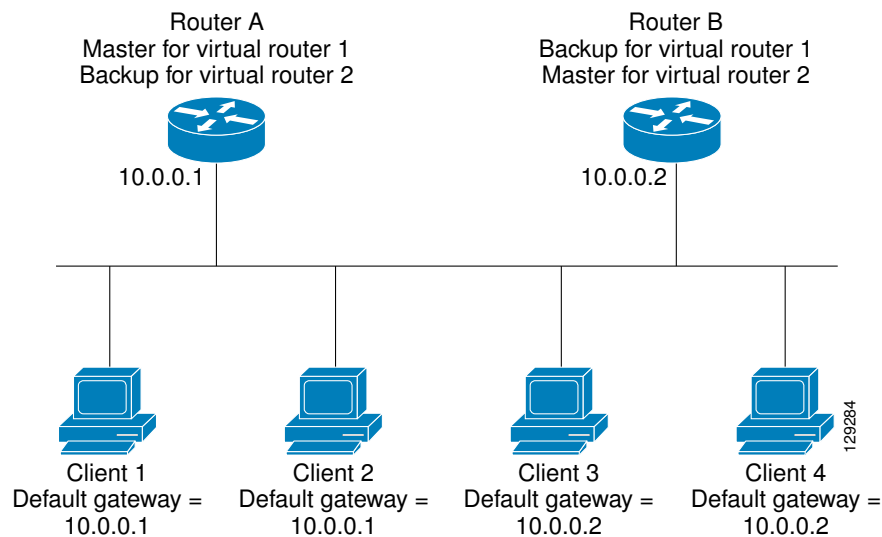 Router A
Master for virtual router 1
Backup for virtual router 2
Router B
Backup for virtual router 1
Master for virtual router 2
10.0.0.1
10.0.0.2
Client 1
Default gateway =
10.0.0.1
Client 2
Default gateway =
10.0.0.1
Client 3
Default gateway =
10.0.0.2
Client 4
Default gateway =
10.0.0.2
129284